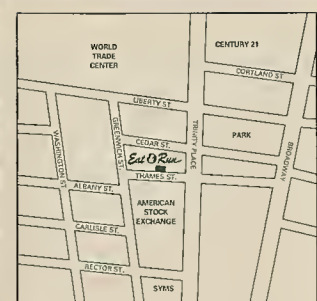 WORLD
TRADE
CENTER
CENTURY 21
CORTLAND ST.
LIBERTY ST.
WASHINGTON ST.
GREENWICH ST.
CEDAR ST.
TRINITY PLACE
PARK
BROADWAY
Eat & Run
THAMES ST.
ALBANY ST.
AMERICAN
STOCK
EXCHANGE
CARLISLE ST.
RECTOR ST.
SYMS